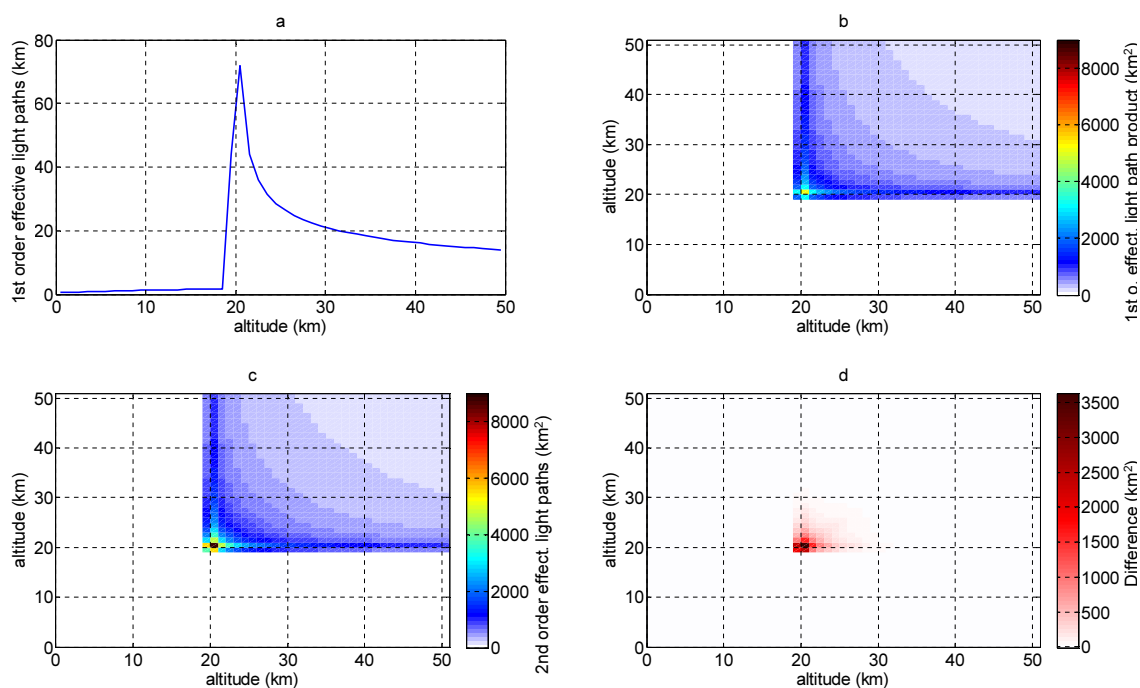 a
1st order effective light paths (km)
80
60
40
20
0
0 10 20 30 40 50
altitude (km)
b
altitude (km)
50
40
30
20
10
0
0 10 20 30 40 50
altitude (km)
8000
6000
4000
2000
0
1st o. effect. light path product (km²)
c
altitude (km)
50
40
30
20
10
0
0 10 20 30 40 50
altitude (km)
8000
6000
4000
2000
0
2nd order effect. light paths (km²)
d
altitude (km)
50
40
30
20
10
0
0 10 20 30 40 50
altitude (km)
3500
3000
2500
2000
1500
1000
500
0
Difference (km²)